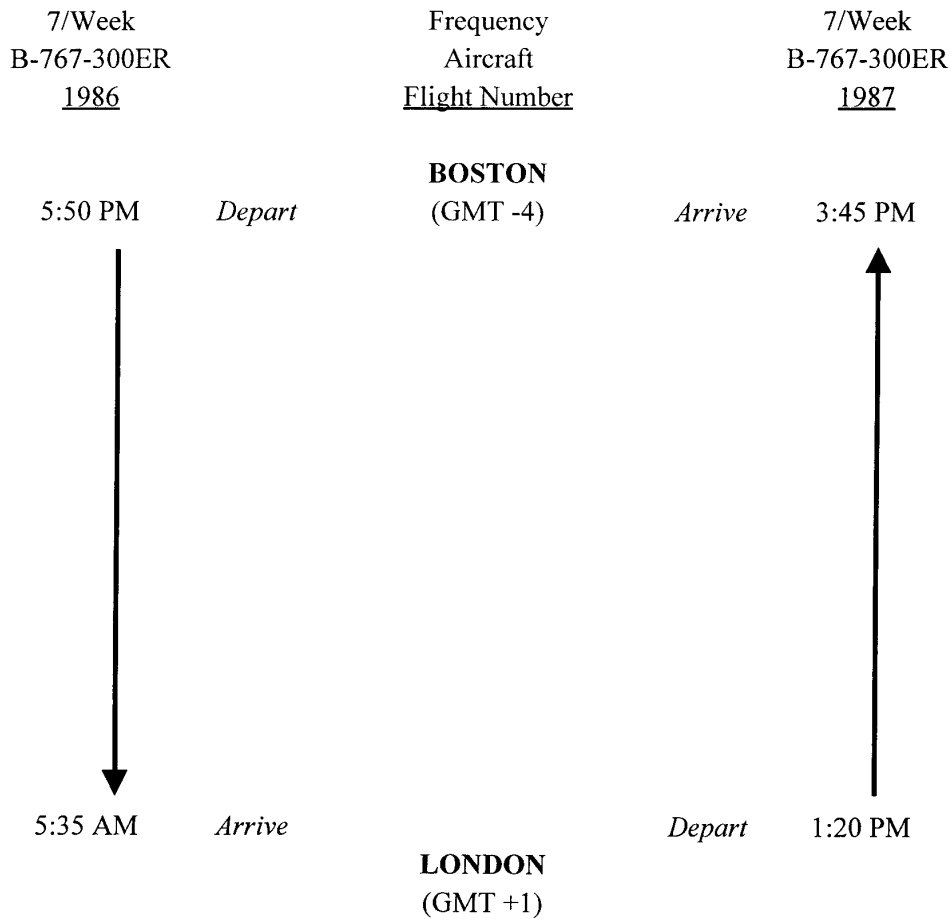 7/Week Frequency 7/Week
B-767-300ER Aircraft B-767-300ER
1986 Flight Number 1987
BOSTON
5:50 PM Depart (GMT -4) Arrive 3:45 PM
5:35 AM Arrive Depart 1:20 PM
LONDON
(GMT +1)